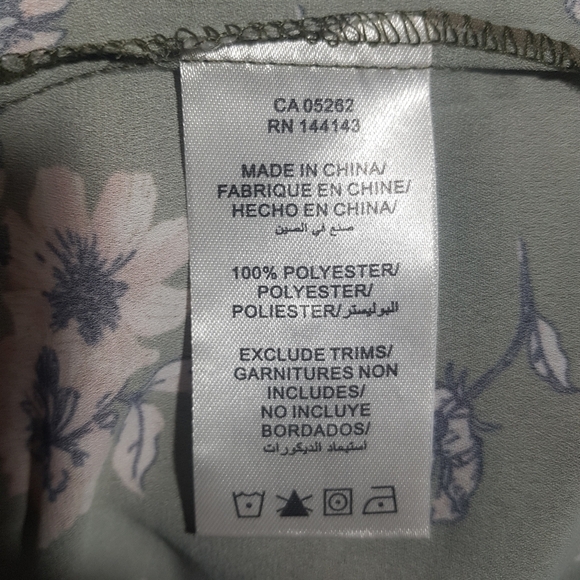 CA 05262
RN 144143
MADE IN CHINA/
FABRIQUE EN CHINE/
HECHO EN CHINA/
صنع في الصين
100% POLYESTER/
POLYESTER/
POLIESTER/البوليستر
EXCLUDE TRIMS/
GARNITURES NON
INCLUDES/
NO INCLUYE
BORDADOS/
استيعاد الديكورات